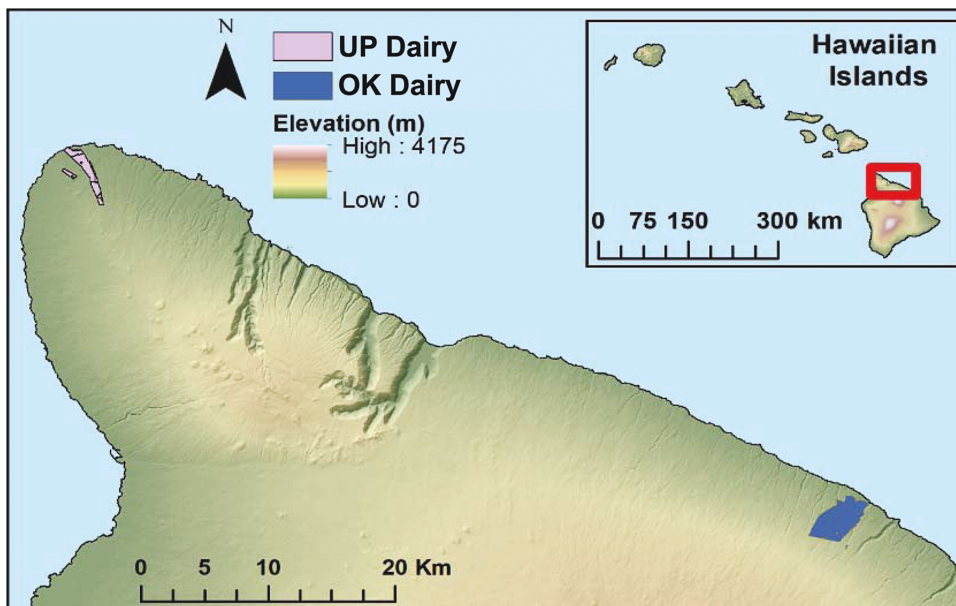 N
UP Dairy
OK Dairy
Elevation (m)
High : 4175
Low : 0
Hawaiian
Islands
0 75 150 300 km
0 5 10 20 Km